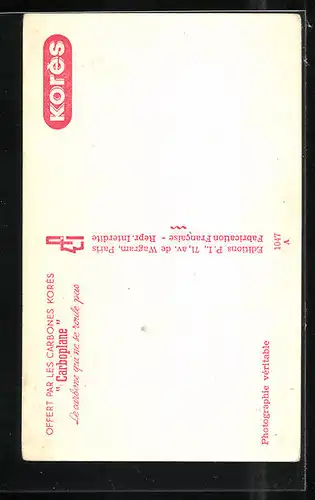 OFFERT PAR LES CARBONES KORÈS
"Carboplane"
Le carbone qui ne se roule pas
korès
Editions P. I., 71, av. de Wagram, Paris
Fabrication Française - Repr. Interdite
1047
A
Photographie véritable